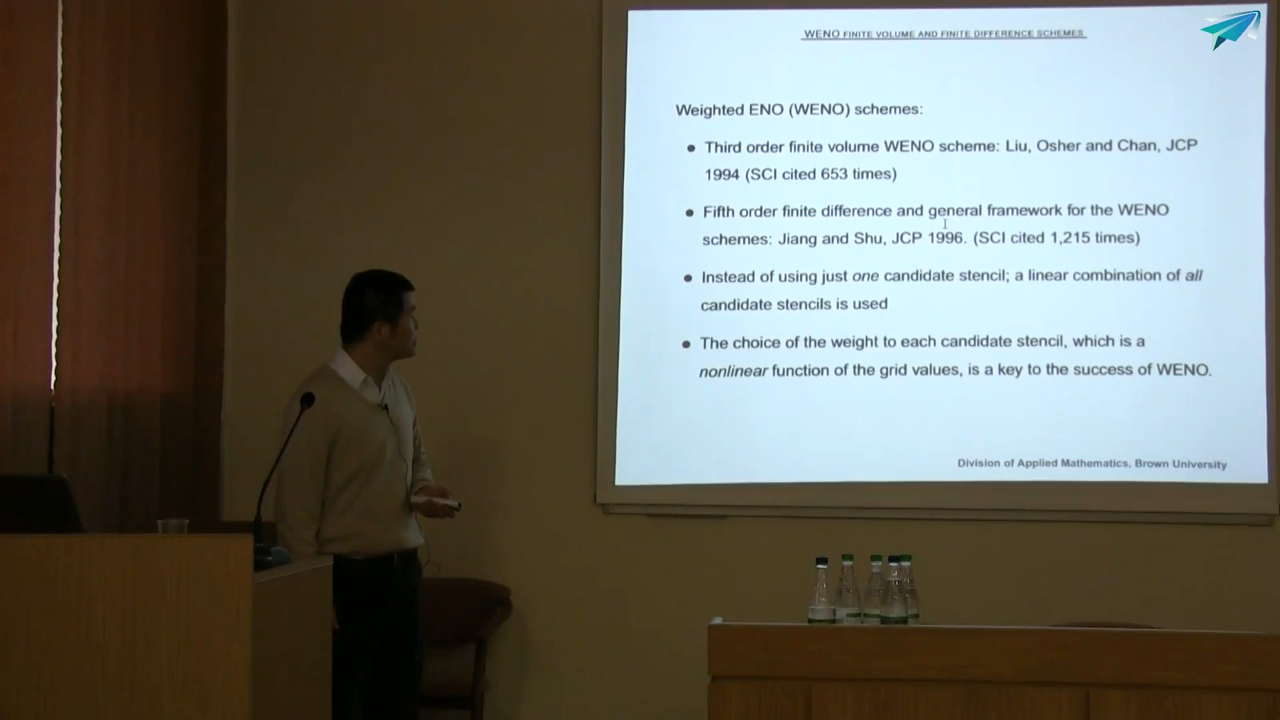 WENO FINITE VOLUME AND FINITE DIFFERENCE SCHEMES
Weighted ENO (WENO) schemes:
• Third order finite volume WENO scheme: Liu, Osher and Chan, JCP
1994 (SCI cited 653 times)
• Fifth order finite difference and general framework for the WENO
schemes: Jiang and Shu, JCP 1996. (SCI cited 1,215 times)
• Instead of using just one candidate stencil; a linear combination of all
candidate stencils is used
• The choice of the weight to each candidate stencil, which is a
nonlinear function of the grid values, is a key to the success of WENO.
Division of Applied Mathematics, Brown University